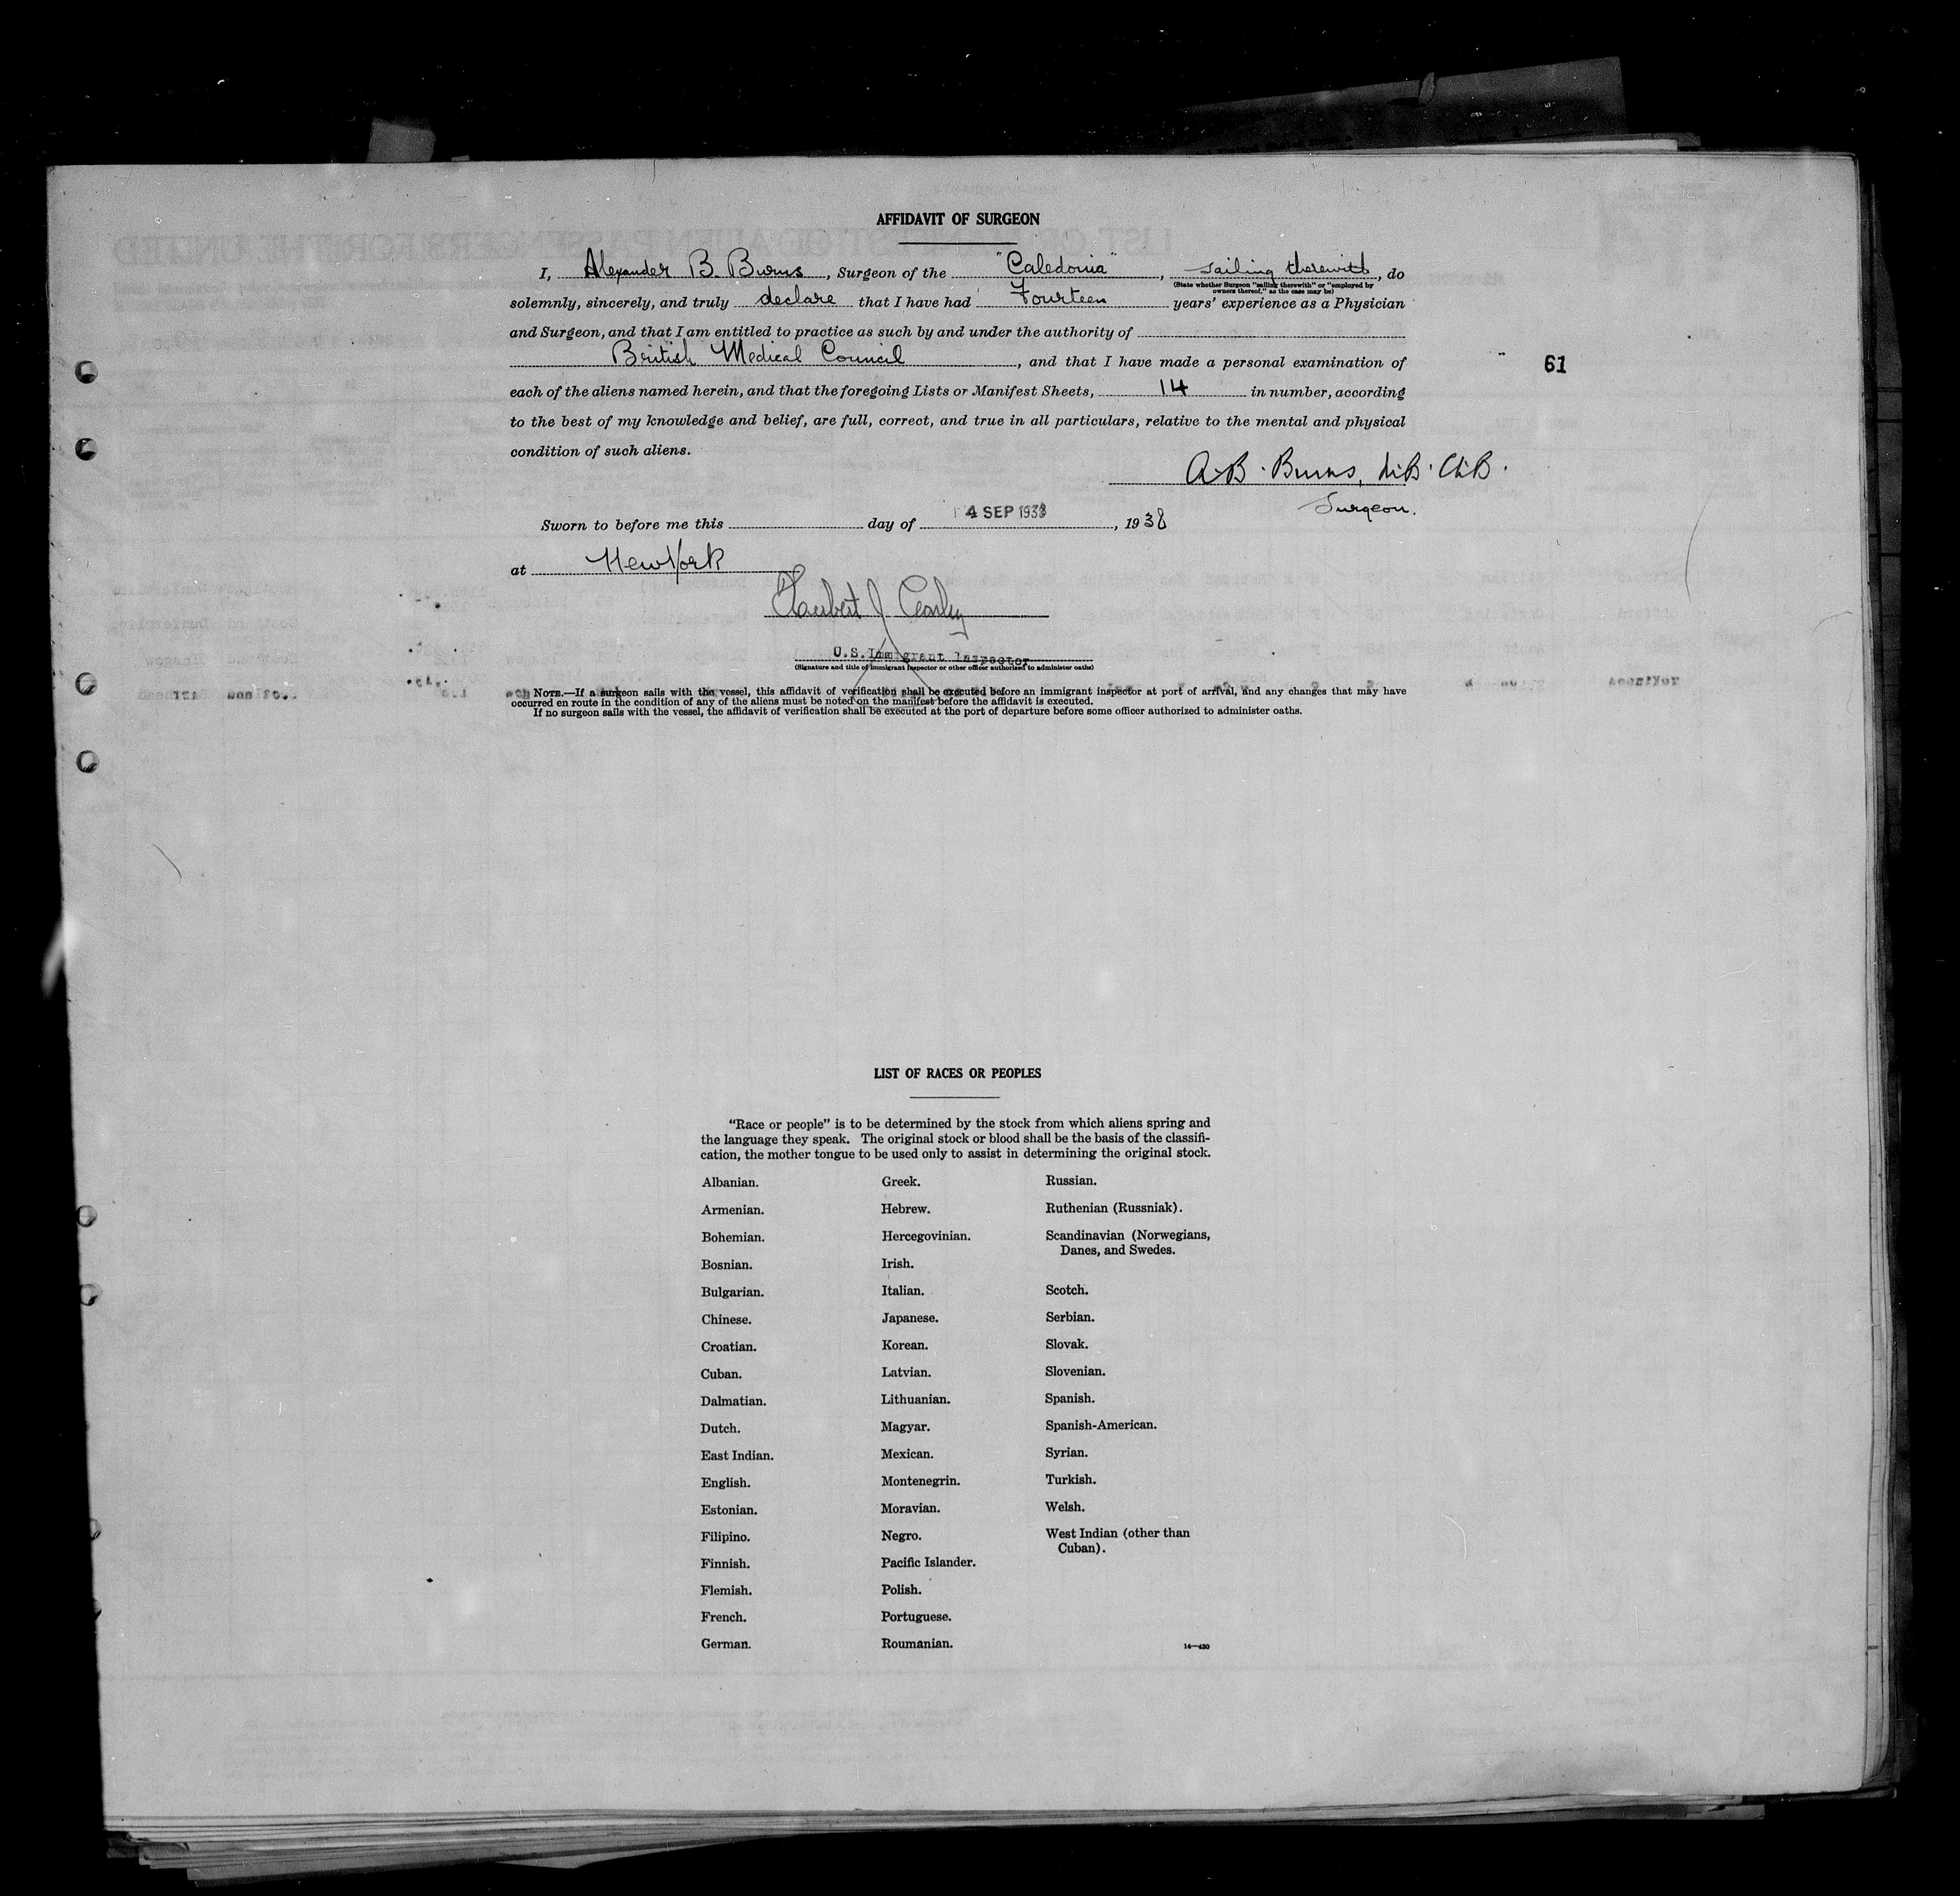 AFFIDAVIT OF SURGEON
I, Alexander B. Burns, Surgeon of the "Caledonia", sailing therewith, do
(State whether Surgeon "sailing therewith" or "employed by
owners thereof," as the case may be)
solemnly, sincerely, and truly declare that I have had Fourteen years' experience as a Physician
and Surgeon, and that I am entitled to practice as such by and under the authority of
British Medical Council, and that I have made a personal examination of
61
each of the aliens named herein, and that the foregoing Lists or Manifest Sheets, 14 in number, according
to the best of my knowledge and belief, are full, correct, and true in all particulars, relative to the mental and physical
condition of such aliens.
A.B. Burns, M.B. Ch.B.
Surgeon.
Sworn to before me this day of 4 SEP 1938, 1938
at New York
U.S. Immigrant Inspector
(Signature and title of immigrant inspector or other officer authorized to administer oaths)
NOTE.—If a surgeon sails with the vessel, this affidavit of verification shall be executed before an immigrant inspector at port of arrival, and any changes that may have
occurred en route in the condition of any of the aliens must be noted on the manifest before the affidavit is executed.
If no surgeon sails with the vessel, the affidavit of verification shall be executed at the port of departure before some officer authorized to administer oaths.
LIST OF RACES OR PEOPLES
"Race or people" is to be determined by the stock from which aliens spring and
the language they speak. The original stock or blood shall be the basis of the classifi-
cation, the mother tongue to be used only to assist in determining the original stock.
Albanian.
Armenian.
Bohemian.
Bosnian.
Bulgarian.
Chinese.
Croatian.
Cuban.
Dalmatian.
Dutch.
East Indian.
English.
Estonian.
Filipino.
Finnish.
Flemish.
French.
German.
Greek.
Hebrew.
Hercegovinian.
Irish.
Italian.
Japanese.
Korean.
Latvian.
Lithuanian.
Magyar.
Mexican.
Montenegrin.
Moravian.
Negro.
Pacific Islander.
Polish.
Portuguese.
Roumanian.
Russian.
Ruthenian (Russniak).
Scandinavian (Norwegians,
Danes, and Swedes.
Scotch.
Serbian.
Slovak.
Slovenian.
Spanish.
Spanish-American.
Syrian.
Turkish.
Welsh.
West Indian (other than
Cuban).
14—430